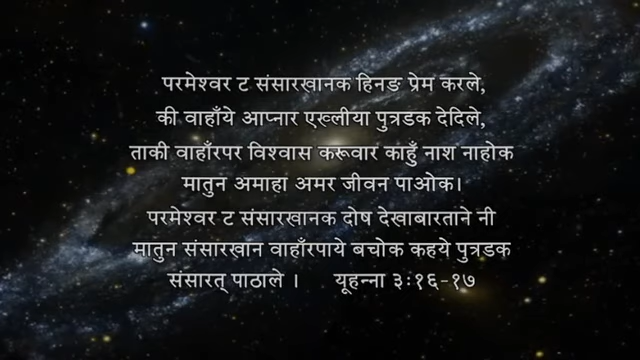 परमेश्वर ट संसारखानक हिनङ प्रेम करले,
की वाहाँये आप्नार एख्लीया पुत्रडक देदिले,
ताकी वाहाँरपर विश्वास करूवार काहुँ नाश नाहोक
मातुन अमाहा अमर जीवन पाओक।
परमेश्वर ट संसारखानक दोष देखाबारताने नी
मातुन संसारखान वाहाँरपाये बचोक कहये पुत्रडक
संसारत् पाठाले । यूहन्ना ३:१६-१७